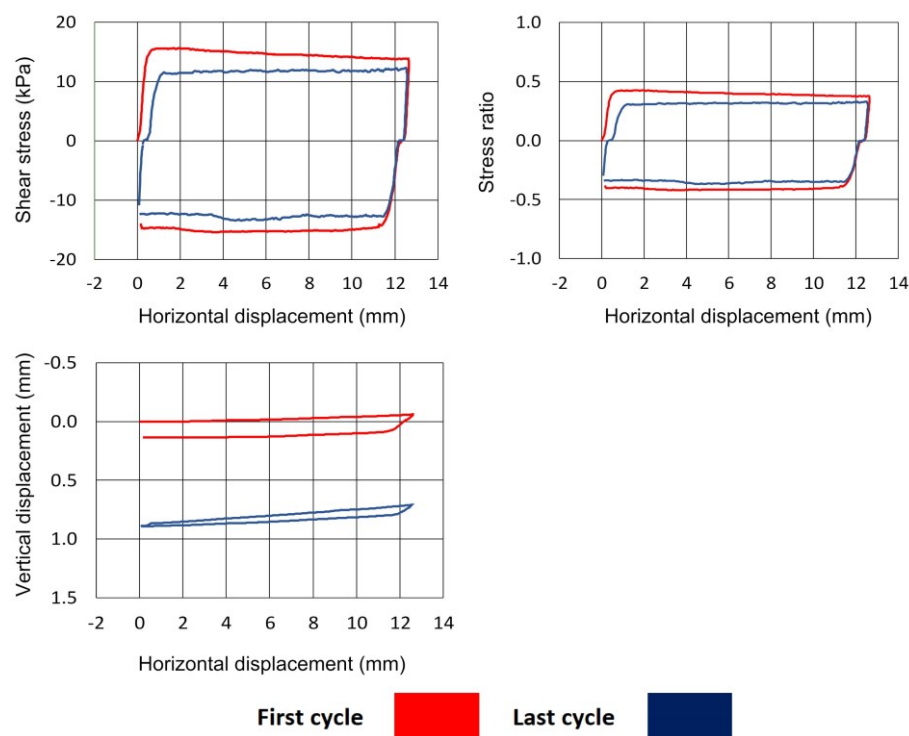 Shear stress (kPa)
20
10
0
-10
-20
-2 0 2 4 6 8 10 12 14
Horizontal displacement (mm)
Stress ratio
1.0
0.5
0.0
-0.5
-1.0
-2 0 2 4 6 8 10 12 14
Horizontal displacement (mm)
Vertical displacement (mm)
-0.5
0.0
0.5
1.0
1.5
-2 0 2 4 6 8 10 12 14
Horizontal displacement (mm)
First cycle Last cycle